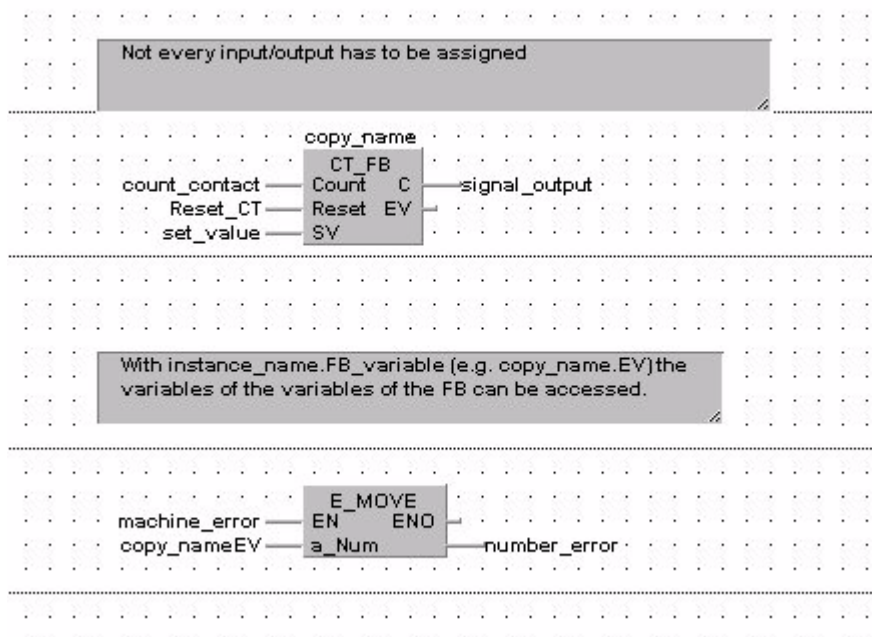 Not every input/output has to be assigned
copy_name
CT_FB
count_contact Count C signal_output
Reset_CT Reset EV
set_value SV
With instance_name.FB_variable (e.g. copy_name.EV)the
variables of the variables of the FB can be accessed.
E_MOVE
machine_error EN ENO
copy_nameEV a_Num number_error